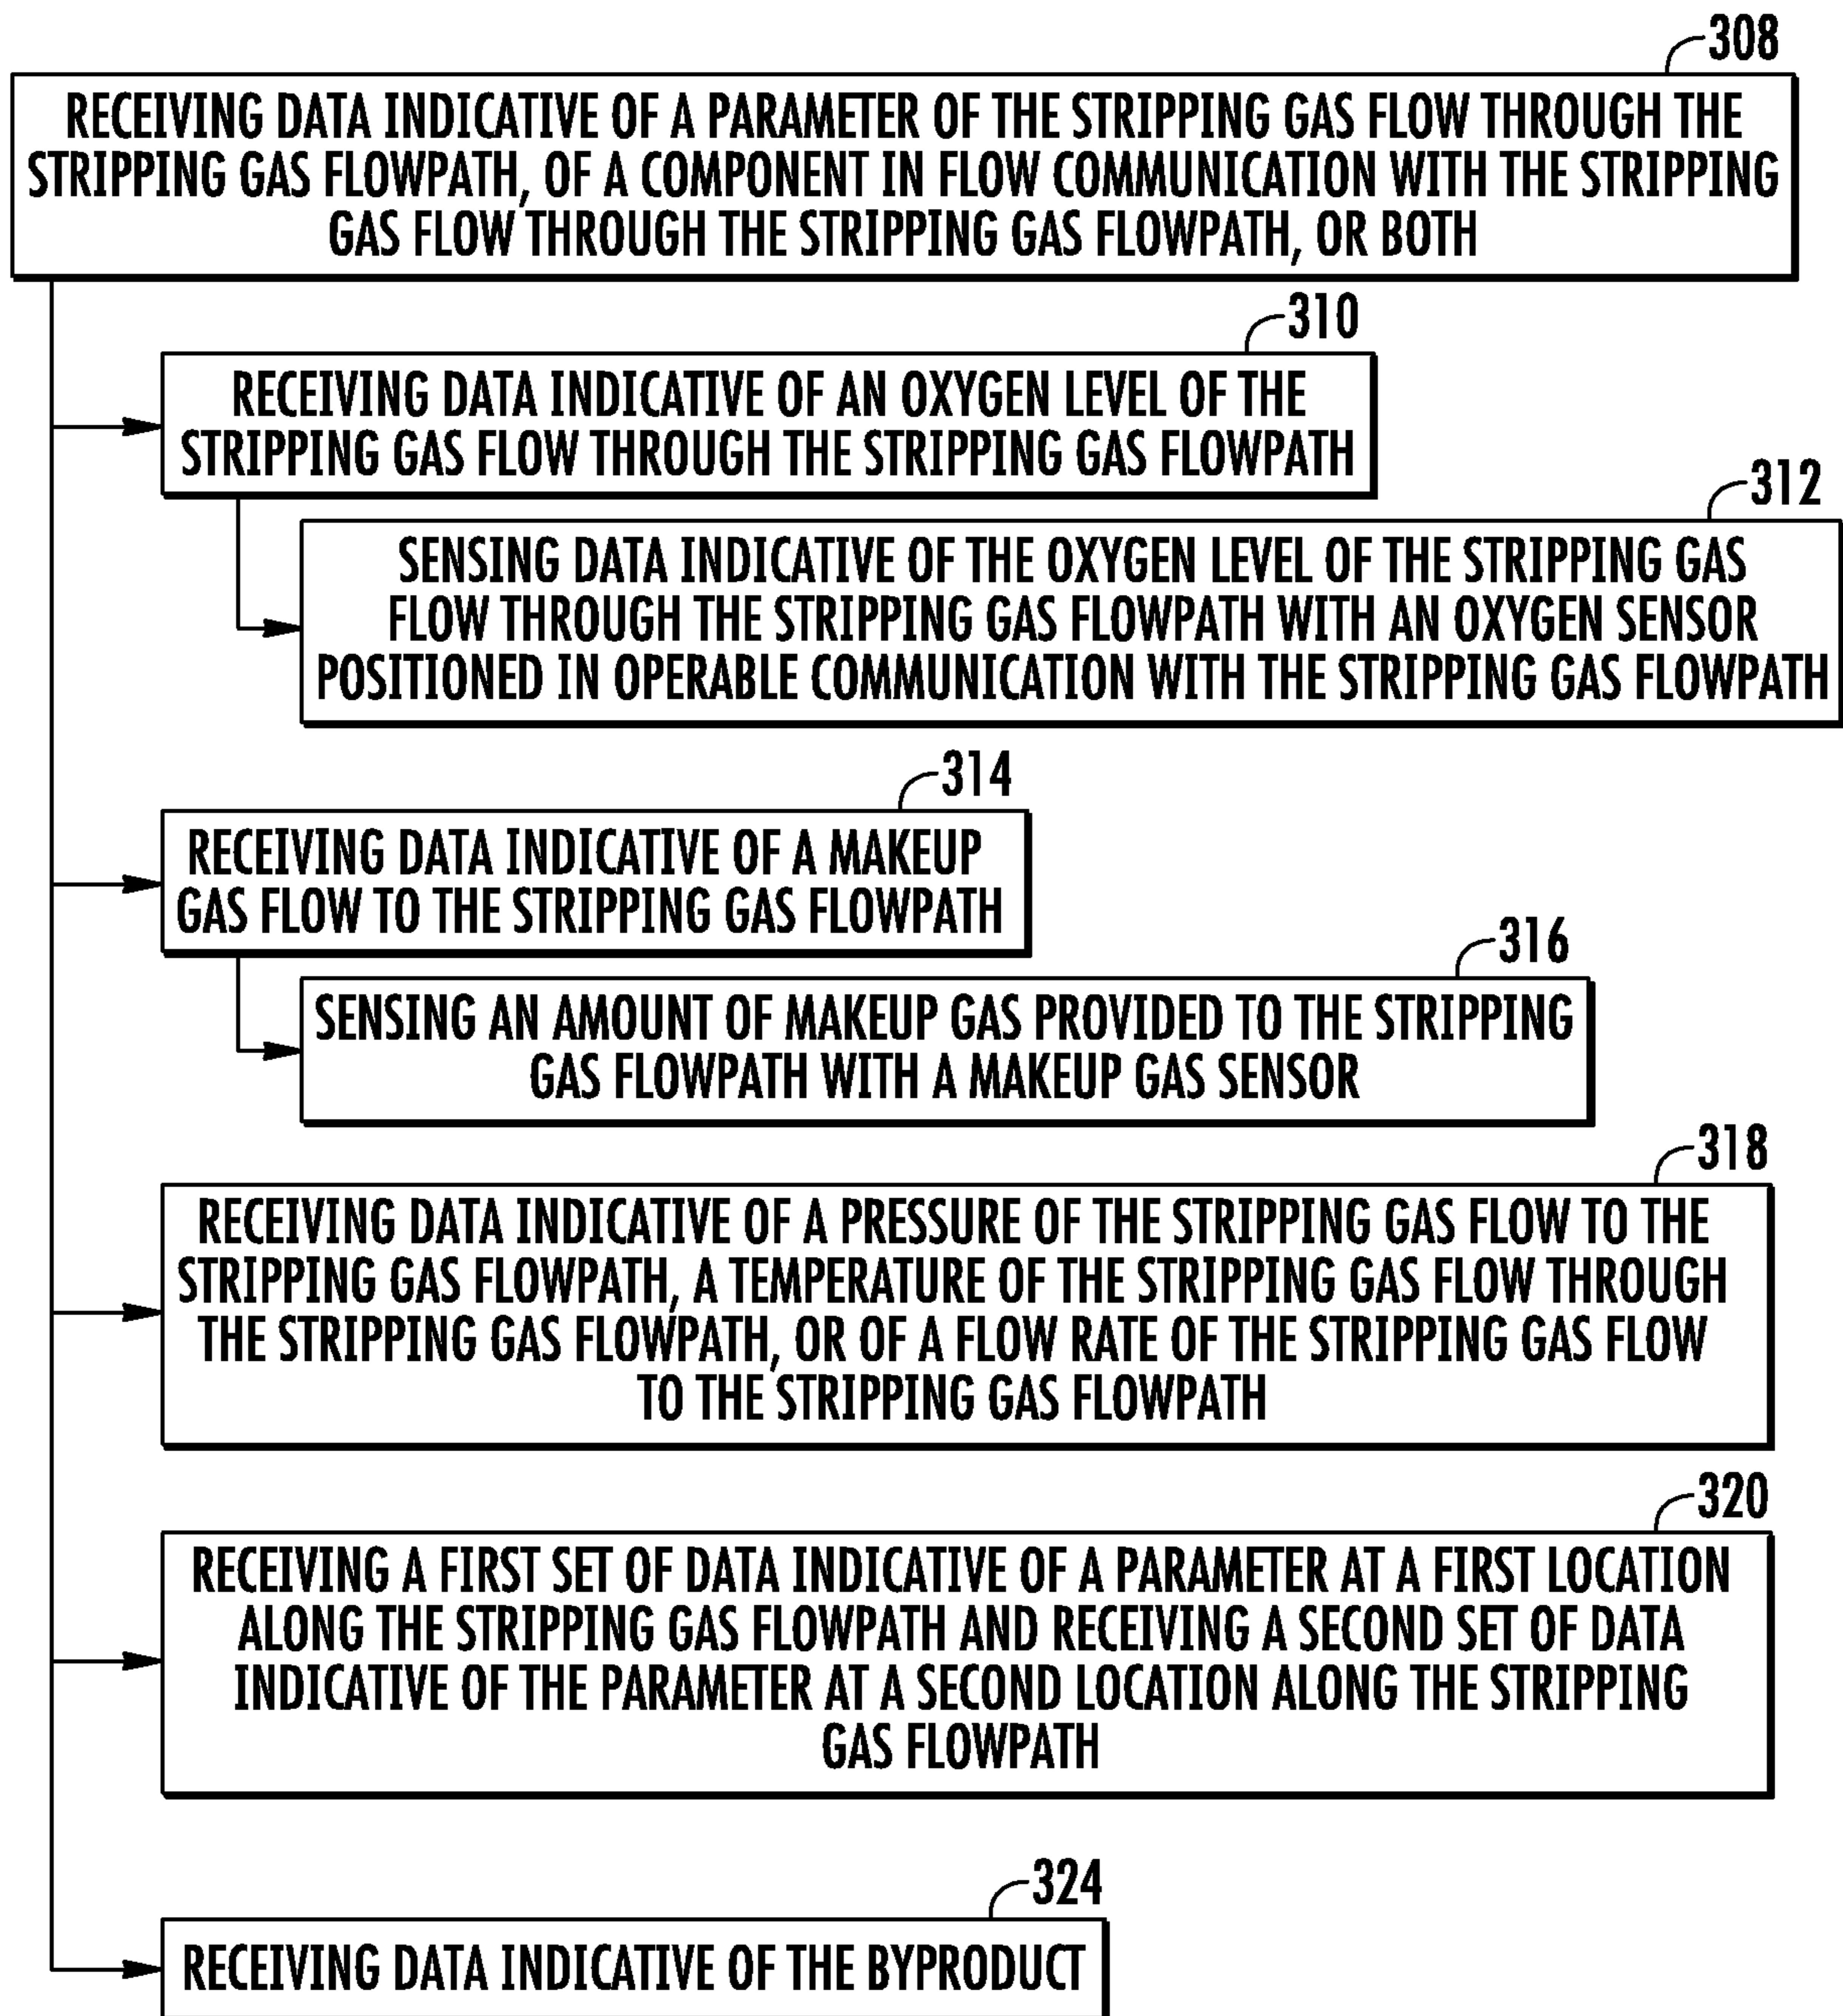 308
RECEIVING DATA INDICATIVE OF A PARAMETER OF THE STRIPPING GAS FLOW THROUGH THE
STRIPPING GAS FLOWPATH, OF A COMPONENT IN FLOW COMMUNICATION WITH THE STRIPPING
GAS FLOW THROUGH THE STRIPPING GAS FLOWPATH, OR BOTH
310
RECEIVING DATA INDICATIVE OF AN OXYGEN LEVEL OF THE
STRIPPING GAS FLOW THROUGH THE STRIPPING GAS FLOWPATH
312
SENSING DATA INDICATIVE OF THE OXYGEN LEVEL OF THE STRIPPING GAS
FLOW THROUGH THE STRIPPING GAS FLOWPATH WITH AN OXYGEN SENSOR
POSITIONED IN OPERABLE COMMUNICATION WITH THE STRIPPING GAS FLOWPATH
314
RECEIVING DATA INDICATIVE OF A MAKEUP
GAS FLOW TO THE STRIPPING GAS FLOWPATH
316
SENSING AN AMOUNT OF MAKEUP GAS PROVIDED TO THE STRIPPING
GAS FLOWPATH WITH A MAKEUP GAS SENSOR
318
RECEIVING DATA INDICATIVE OF A PRESSURE OF THE STRIPPING GAS FLOW TO THE
STRIPPING GAS FLOWPATH, A TEMPERATURE OF THE STRIPPING GAS FLOW THROUGH
THE STRIPPING GAS FLOWPATH, OR OF A FLOW RATE OF THE STRIPPING GAS FLOW
TO THE STRIPPING GAS FLOWPATH
320
RECEIVING A FIRST SET OF DATA INDICATIVE OF A PARAMETER AT A FIRST LOCATION
ALONG THE STRIPPING GAS FLOWPATH AND RECEIVING A SECOND SET OF DATA
INDICATIVE OF THE PARAMETER AT A SECOND LOCATION ALONG THE STRIPPING
GAS FLOWPATH
324
RECEIVING DATA INDICATIVE OF THE BYPRODUCT